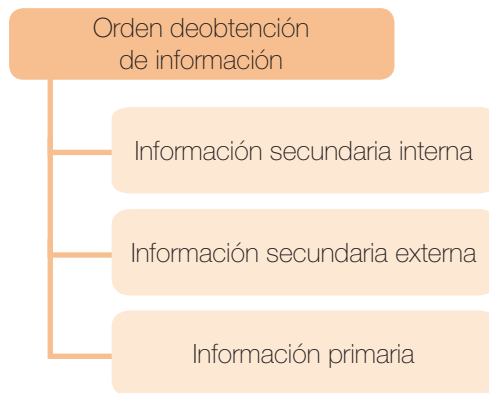 Orden deobtención
de información
Información secundaria interna
Información secundaria externa
Información primaria